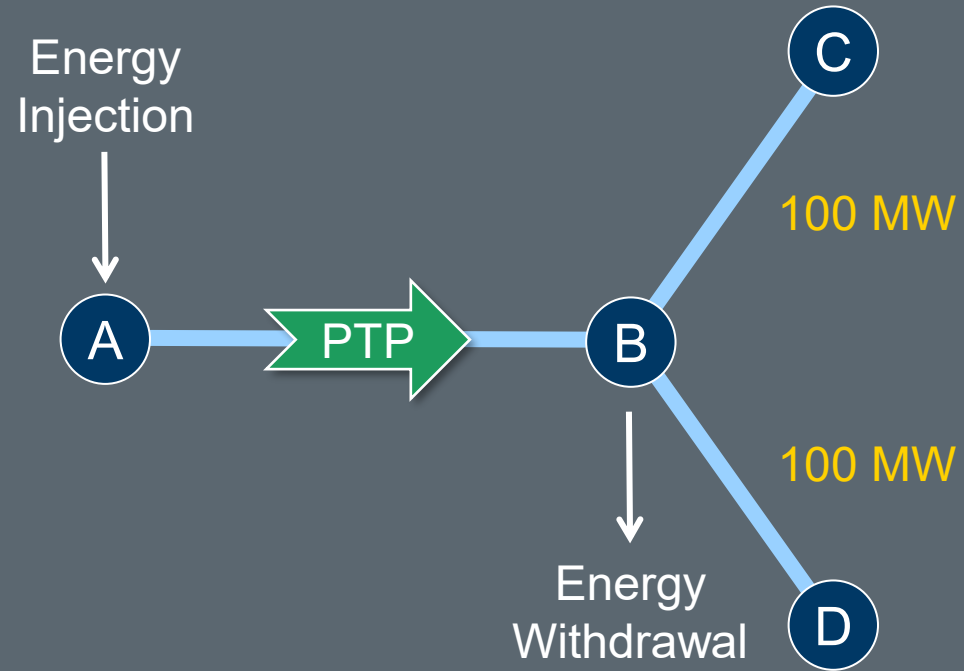 Energy
Injection
C
100 MW
A
PTP
B
100 MW
Energy
Withdrawal
D